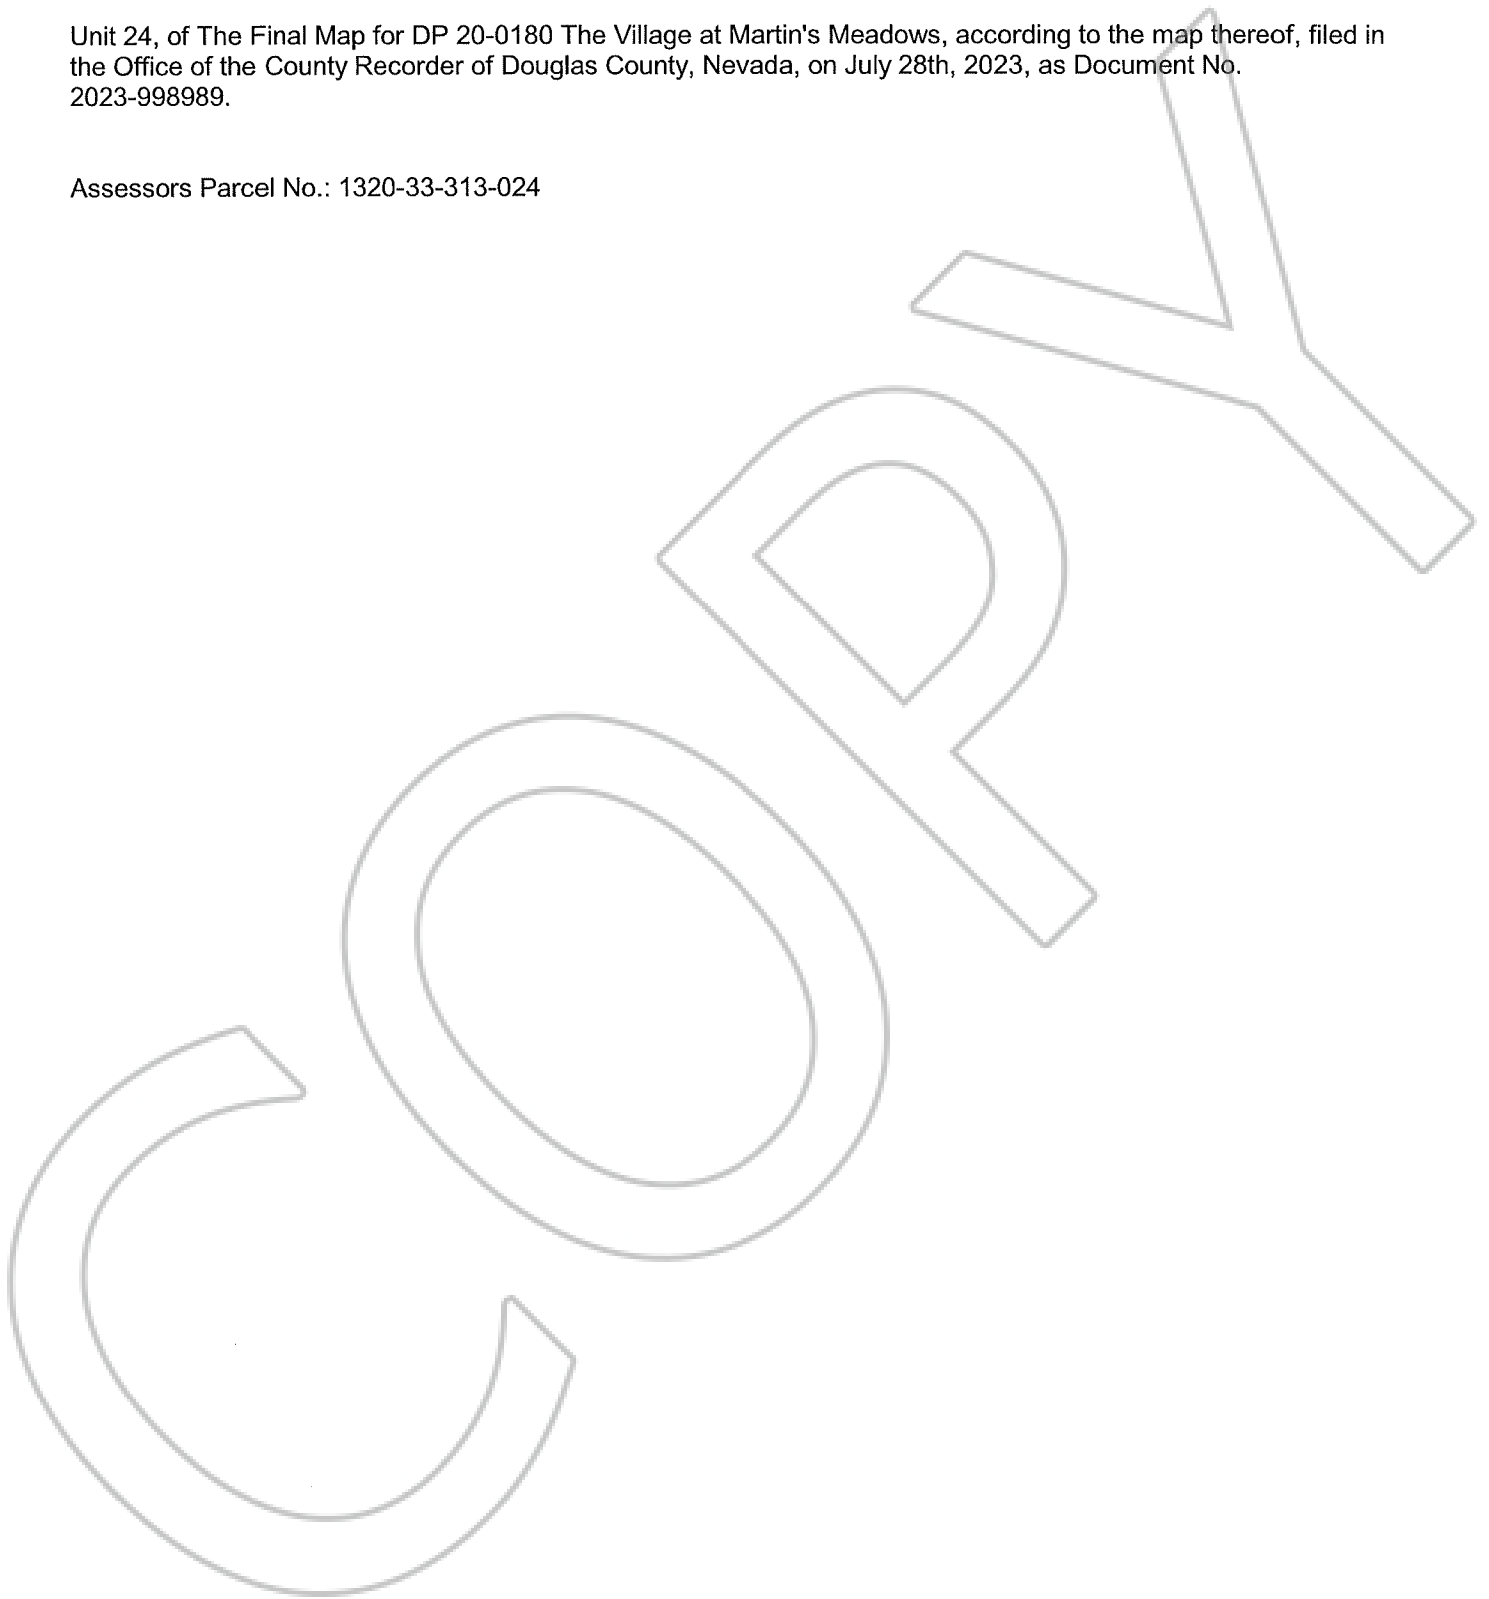 Unit 24, of The Final Map for DP 20-0180 The Village at Martin's Meadows, according to the map thereof, filed in
the Office of the County Recorder of Douglas County, Nevada, on July 28th, 2023, as Document No.
2023-998989.
Assessors Parcel No.: 1320-33-313-024
COPY